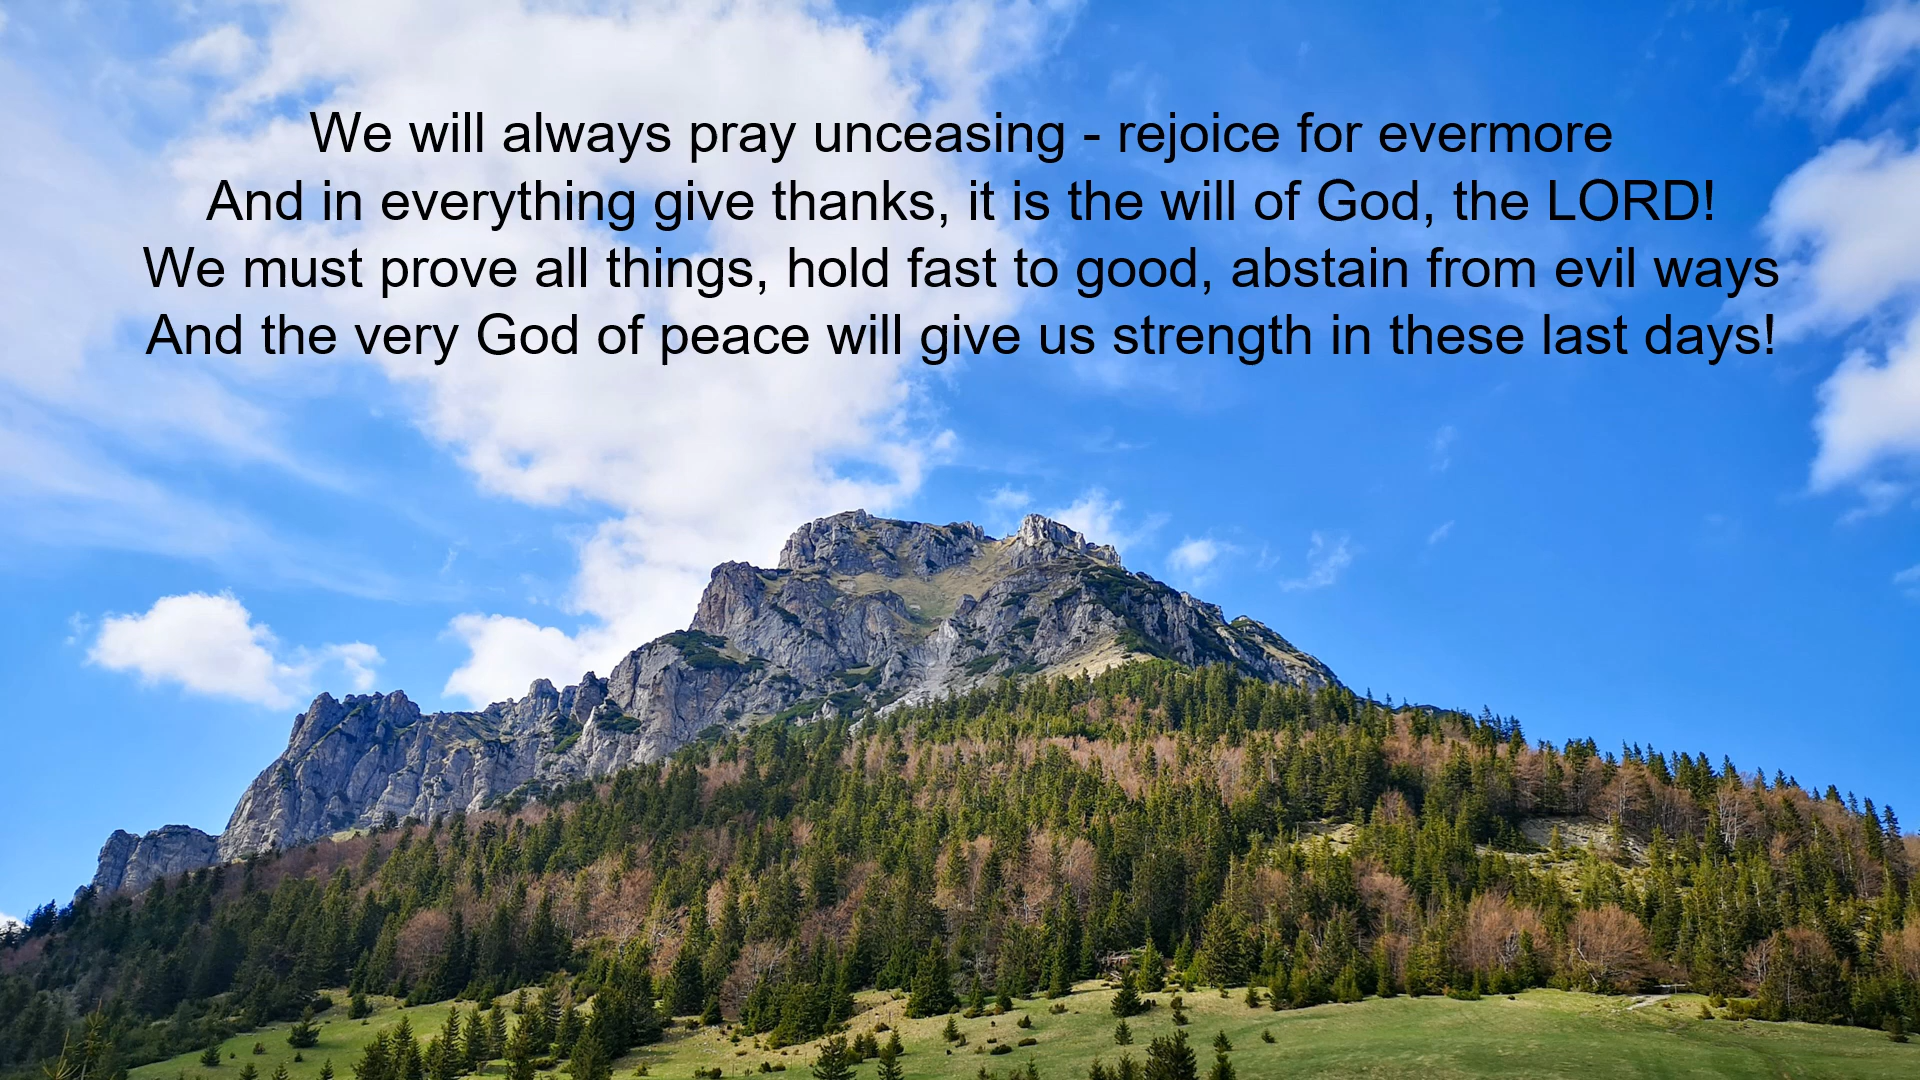 We will always pray unceasing - rejoice for evermore
And in everything give thanks, it is the will of God, the LORD!
We must prove all things, hold fast to good, abstain from evil ways
And the very God of peace will give us strength in these last days!